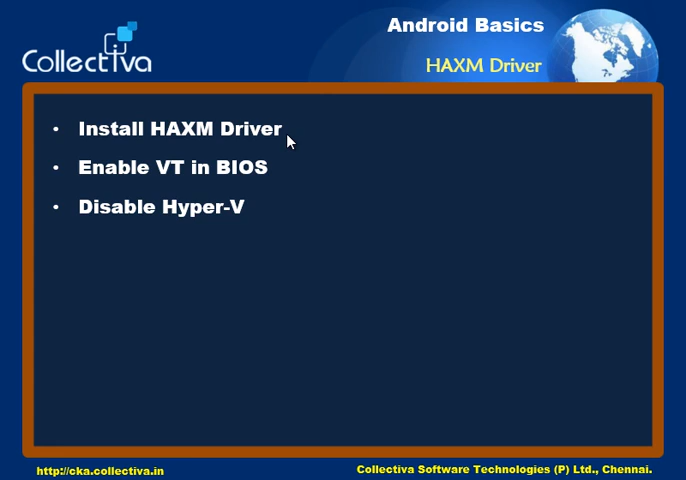 Collectiva
Android Basics
HAXM Driver
• Install HAXM Driver
• Enable VT in BIOS
• Disable Hyper-V
http://cka.collectiva.in
Collectiva Software Technologies (P) Ltd., Chennai.